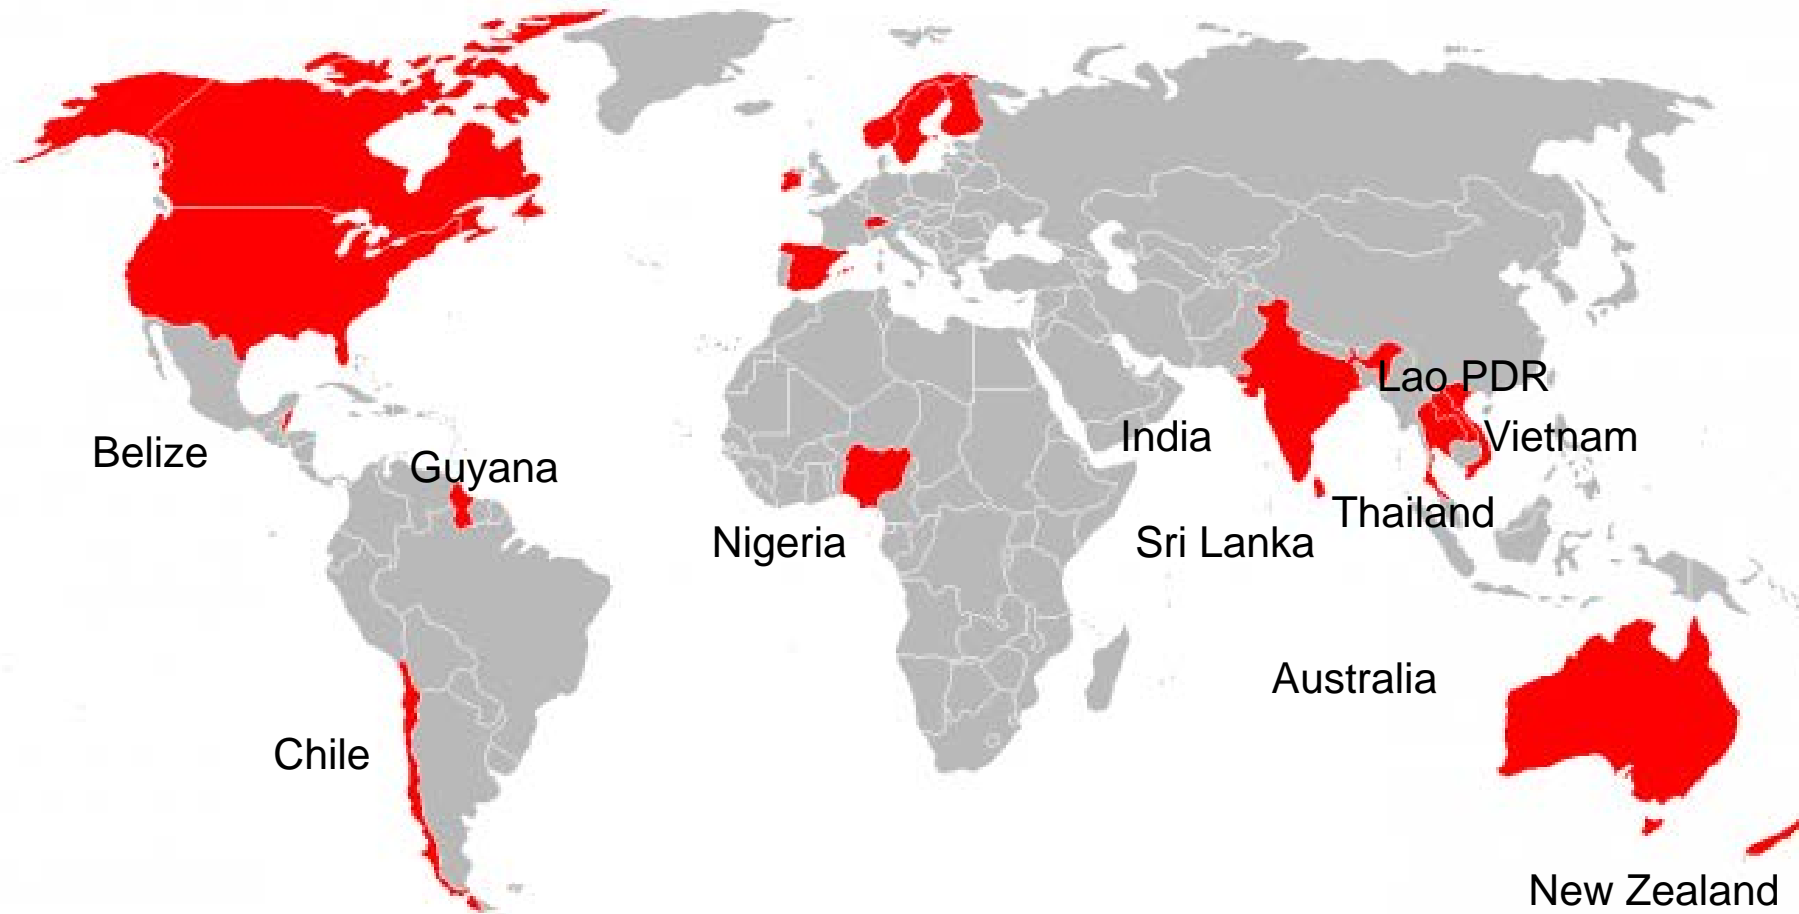 Lao PDR
India
Vietnam
Belize
Guyana
Thailand
Nigeria
Sri Lanka
Australia
Chile
New Zealand